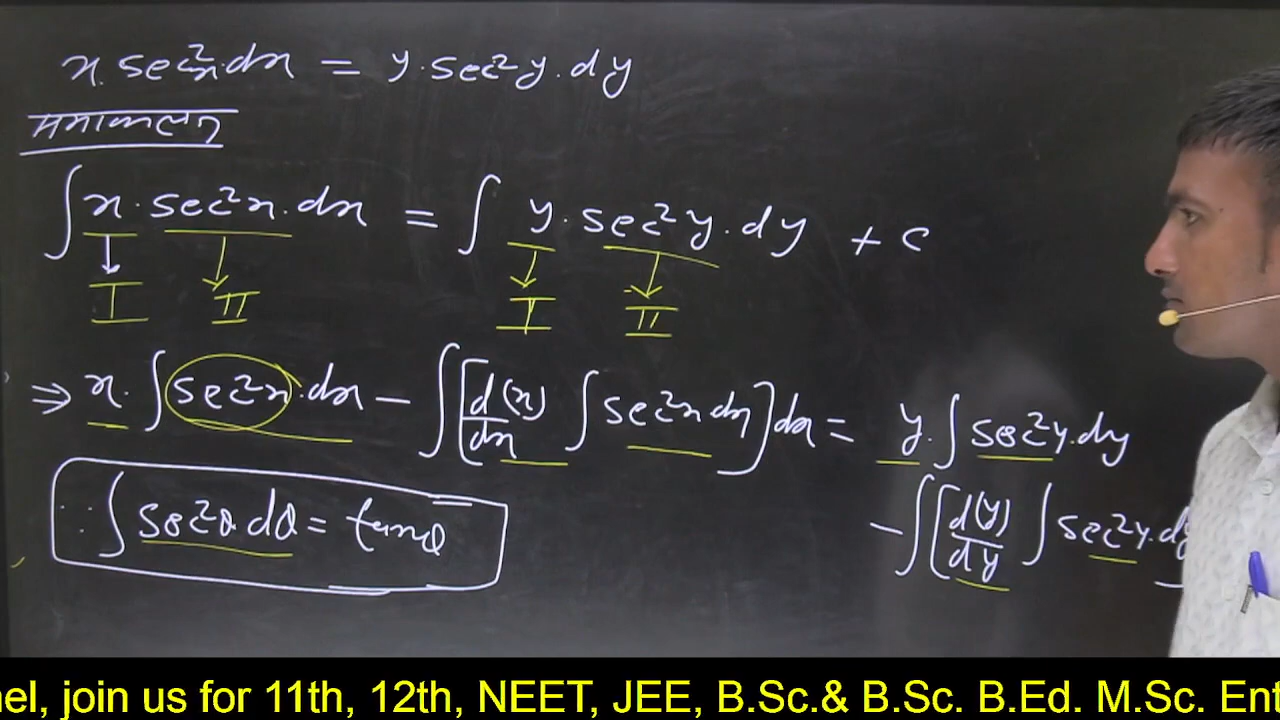 x. sec²x. dx = y. sec²y. dy
समाकलन
∫ x. sec²x. dx = ∫ y. sec²y. dy + c
I II I II
⇒ x. ∫ sec²x. dx − ∫ [d(x)/dx ∫ sec²x dx] dx = y. ∫ sec²y. dy
− ∫ [d(y)/dy ∫ sec²y. dy
∵ ∫ sec²θ dθ = tanθ
nel, join us for 11th, 12th, NEET, JEE, B.Sc.& B.Sc. B.Ed. M.Sc. Ent